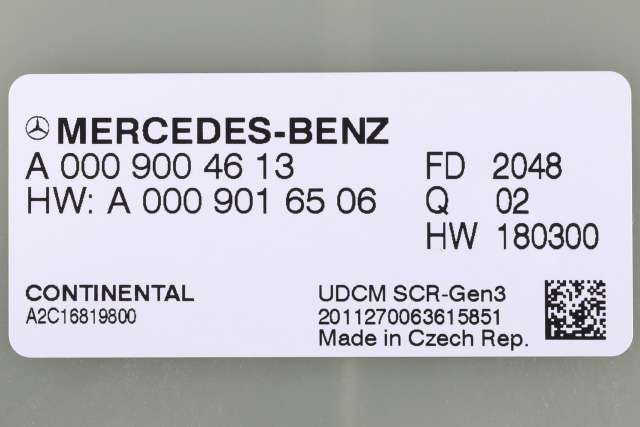 MERCEDES-BENZ
A 000 900 46 13 FD 2048
HW: A 000 901 65 06 Q 02
HW 180300
CONTINENTAL UDCM SCR-Gen3
A2C16819800 2011270063615851
Made in Czech Rep.